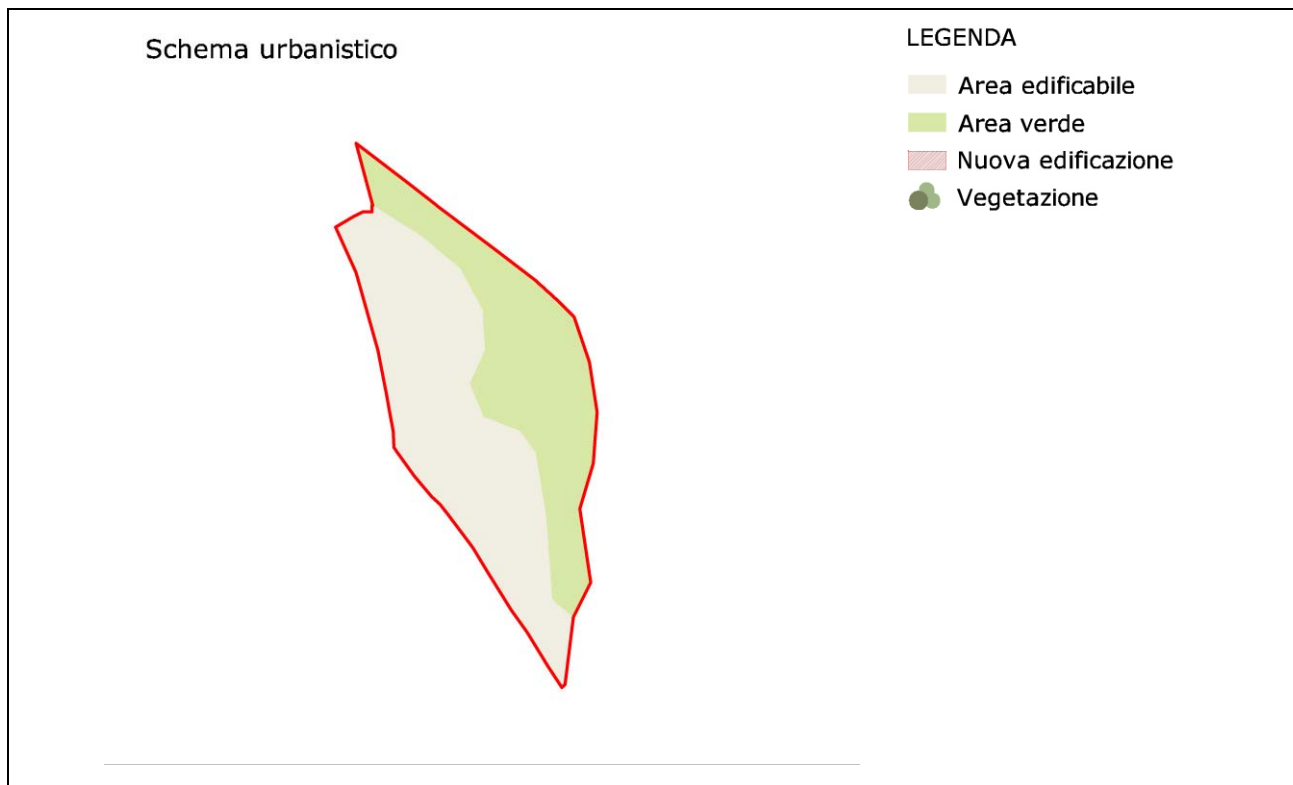 Schema urbanistico
LEGENDA
Area edificabile
Area verde
Nuova edificazione
Vegetazione